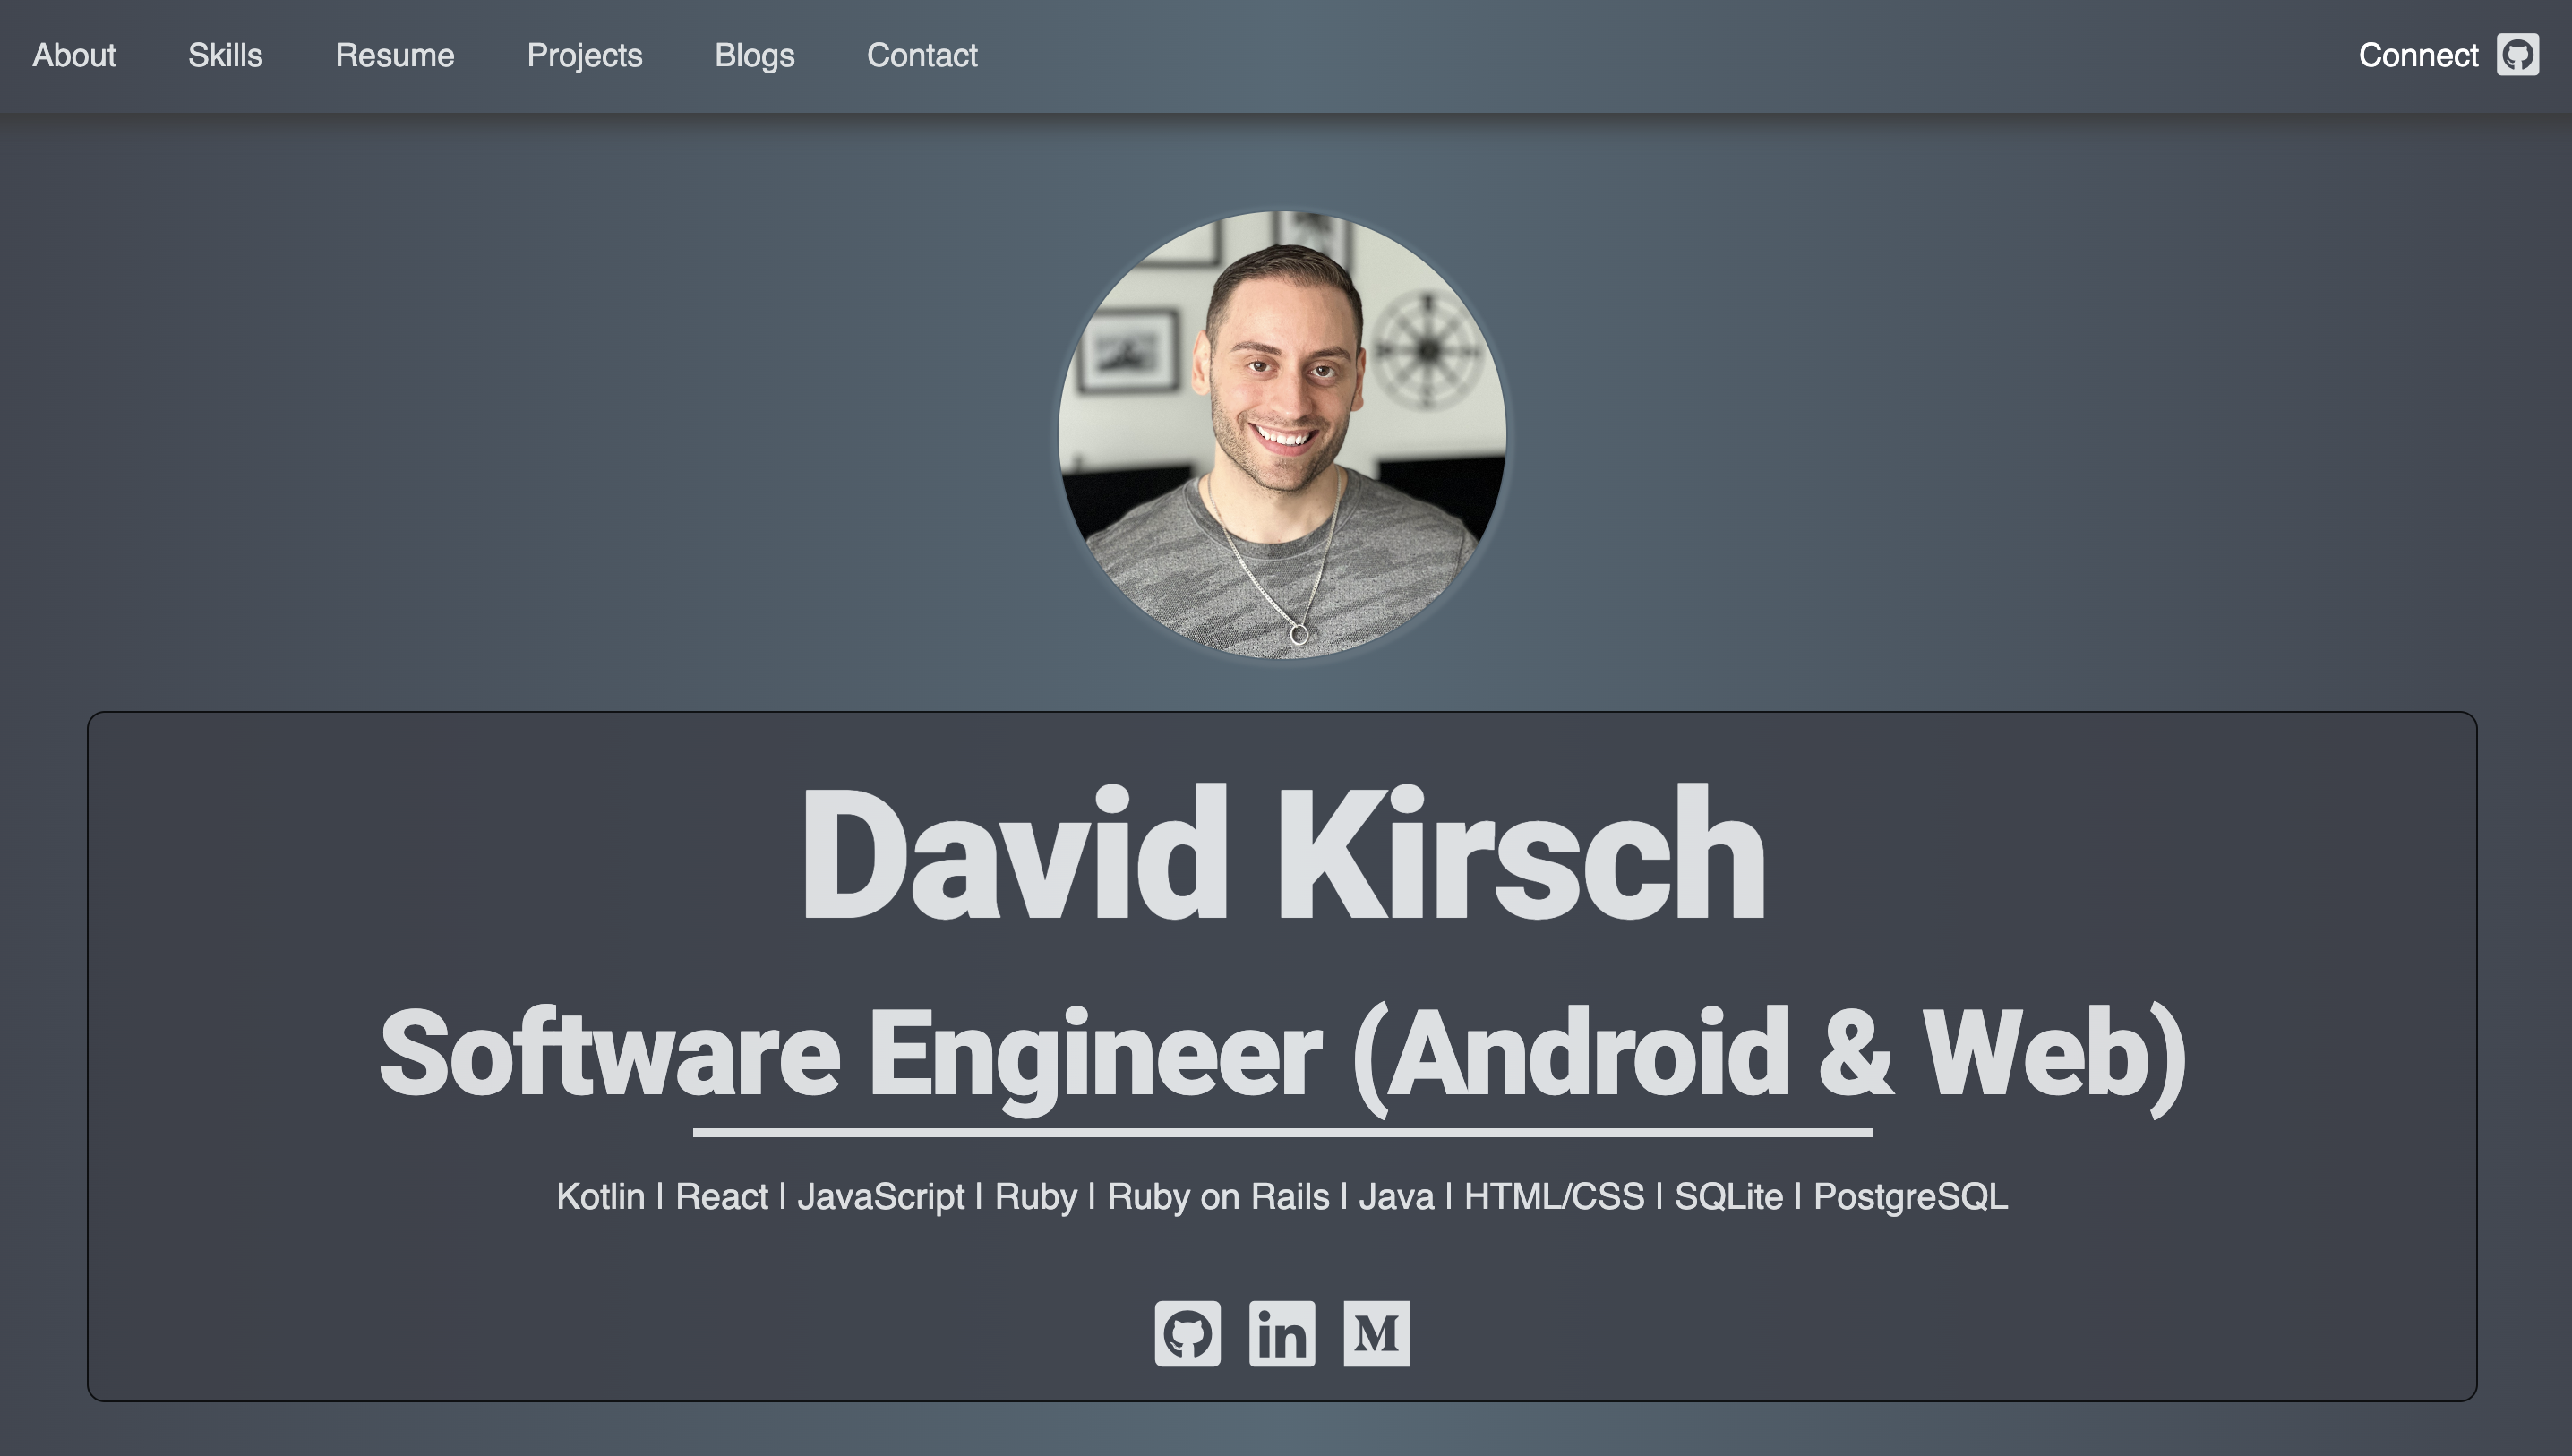 About Skills Resume Projects Blogs Contact Connect
David Kirsch
Software Engineer (Android & Web)
Kotlin | React | JavaScript | Ruby | Ruby on Rails | Java | HTML/CSS | SQLite | PostgreSQL
in M